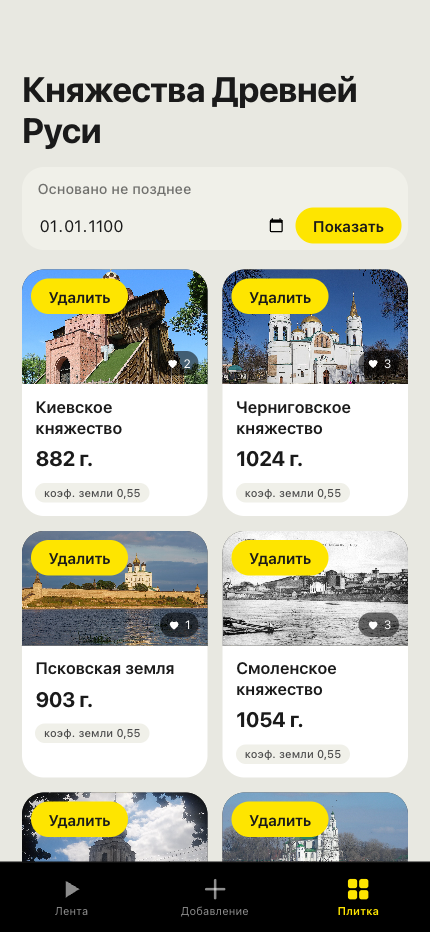 Княжества Древней
Руси
Основано не позднее
01.01.1100
Показать
Удалить
2
Киевское
княжество
882 г.
коэф. земли 0,55
Удалить
3
Черниговское
княжество
1024 г.
коэф. земли 0,55
Удалить
1
Псковская земля
903 г.
коэф. земли 0,55
Удалить
3
Смоленское
княжество
1054 г.
коэф. земли 0,55
Удалить
Удалить
Лента
Добавление
Плитка